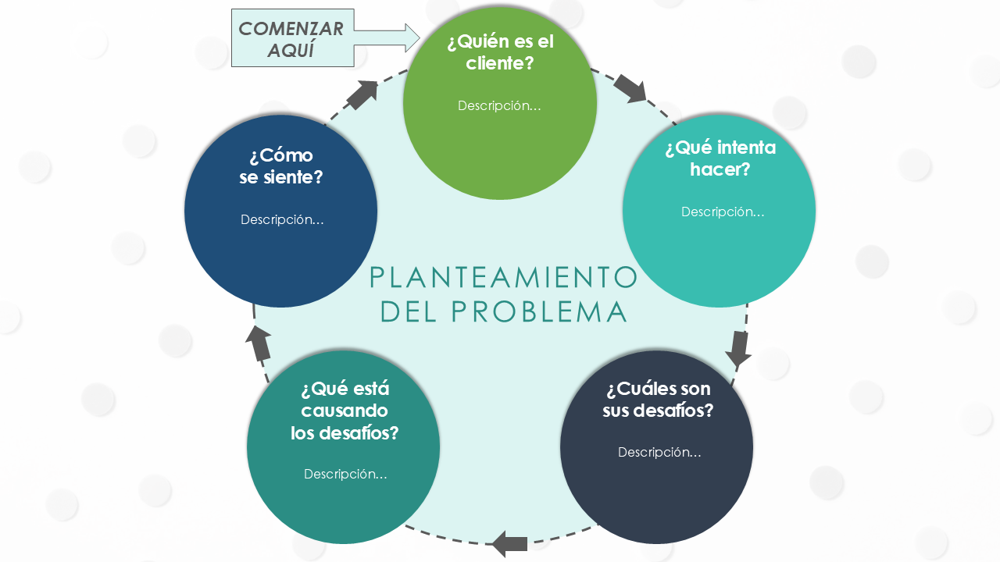 COMENZAR
AQUÍ
¿Quién es el
cliente?
Descripción…
¿Qué intenta
hacer?
Descripción…
¿Cuáles son
sus desafíos?
Descripción…
¿Qué está
causando
los desafíos?
Descripción…
¿Cómo
se siente?
Descripción…
PLANTEAMIENTO
DEL PROBLEMA